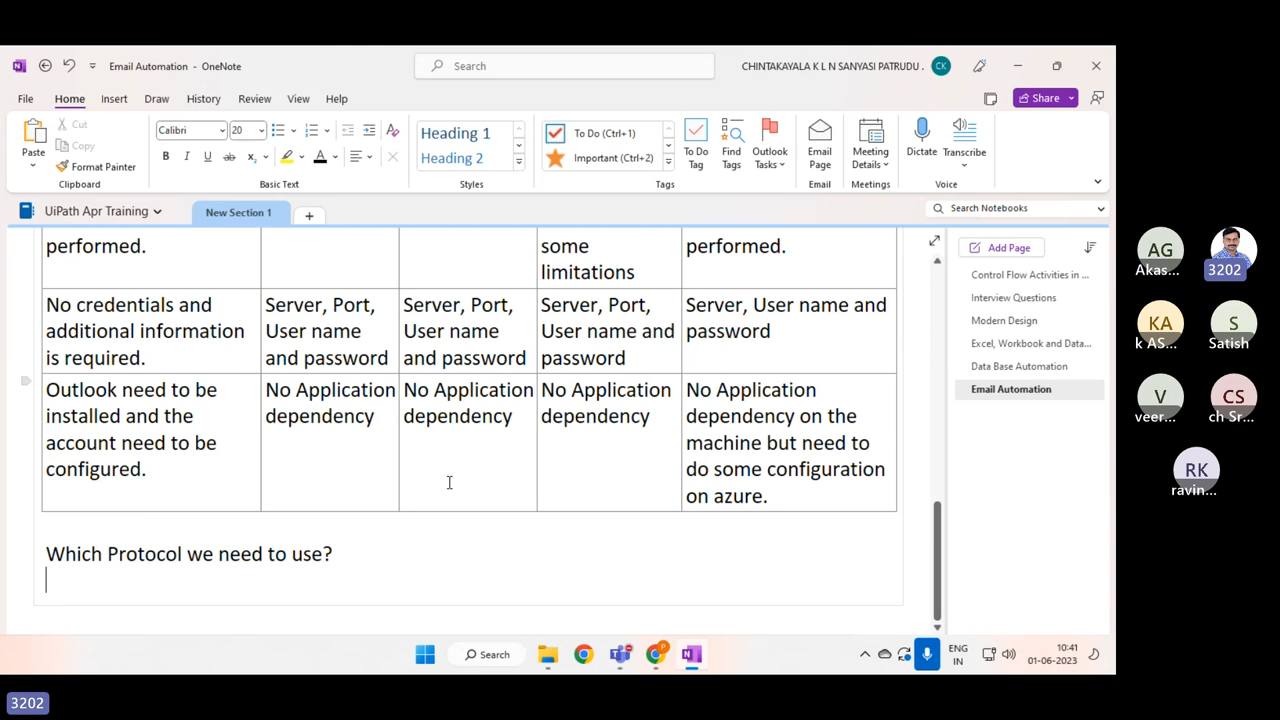 Email Automation - OneNote
Search
CHINTAKAYALA K L N SANYASI PATRUDU .
CK
File
Home
Insert
Draw
History
Review
View
Help
Share
Paste
Cut
Copy
Format Painter
Clipboard
Calibri
20
B I U ab x
A
Basic Text
Heading 1
Heading 2
Styles
To Do (Ctrl+1)
Important (Ctrl+2)
To Do
Tag
Find
Tags
Outlook
Tasks
Tags
Email
Page
Email
Meeting
Details
Meetings
Dictate
Transcribe
Voice
UiPath Apr Training
New Section 1
Search Notebooks
Add Page
Control Flow Activities in ...
Interview Questions
Modern Design
Excel, Workbook and Data...
Data Base Automation
Email Automation
performed.
some
limitations
performed.
No credentials and
additional information
is required.
Server, Port,
User name
and password
Server, Port,
User name
and password
Server, Port,
User name and
password
Server, User name and
password
Outlook need to be
installed and the
account need to be
configured.
No Application
dependency
No Application
dependency
No Application
dependency
No Application
dependency on the
machine but need to
do some configuration
on azure.
Which Protocol we need to use?
Search
ENG
IN
10:41
01-06-2023
AG
Akas...
3202
KA
k AS...
S
Satish
V
veer...
CS
ch Sr...
RK
ravin...
3202